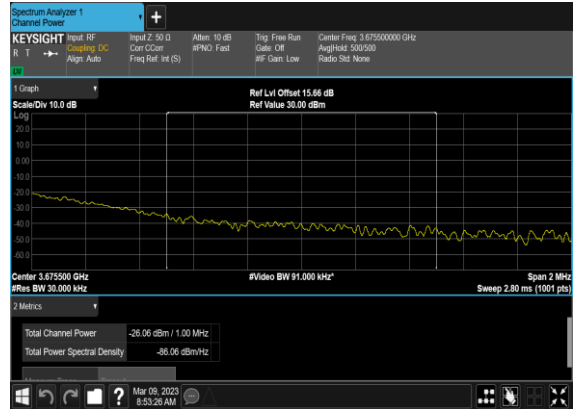 Spectrum Analyzer 1
Channel Power
+
KEYSIGHT Input: RF Input Z: 50 Ω Atten: 10 dB Trig: Free Run Center Freq: 3.675500000 GHz
R T Coupling: DC Corr CCorr #PNO: Fast Gate: Off Avg|Hold: 500/500
Align: Auto Freq Ref: Int (S) #IF Gain: Low Radio Std: None
1 Graph
Ref Lvl Offset 15.66 dB
Scale/Div 10.0 dB Ref Value 30.00 dBm
Log
20.0
10.0
0.00
-10.0
-20.0
-30.0
-40.0
-50.0
-60.0
Center 3.675500 GHz #Video BW 91.000 kHz* Span 2 MHz
#Res BW 30.000 kHz Sweep 2.80 ms (1001 pts)
2 Metrics
Total Channel Power -26.06 dBm / 1.00 MHz
Total Power Spectral Density -86.06 dBm/Hz
? Mar 09, 2023
8:53:26 AM